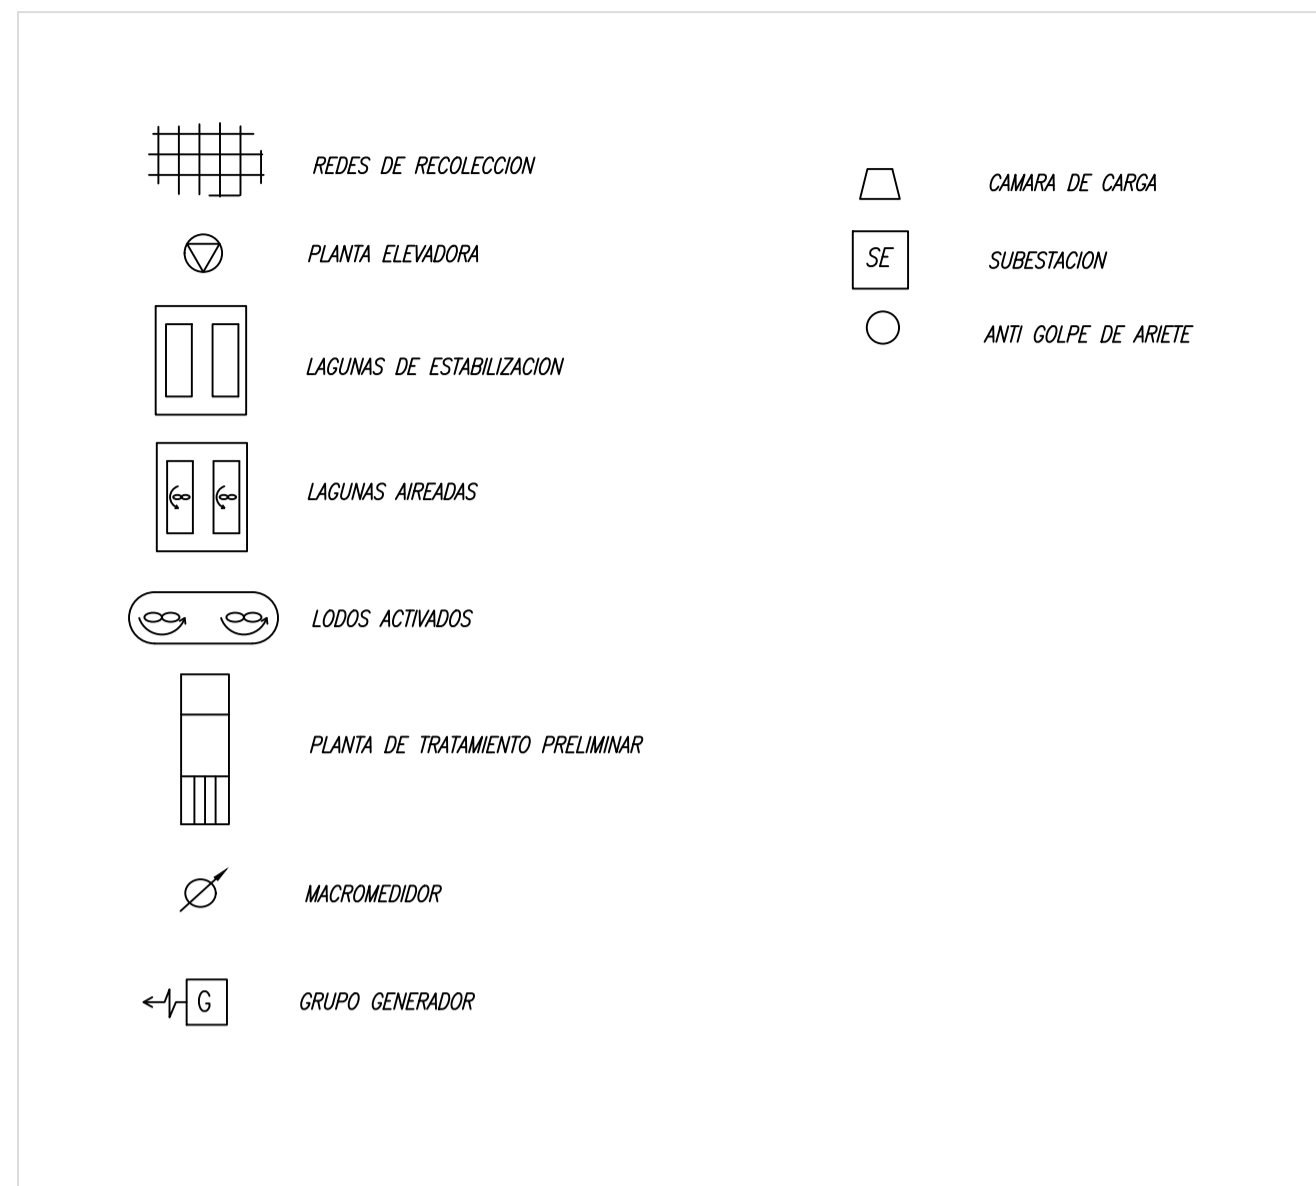 REDES DE RECOLECCION
PLANTA ELEVADORA
LAGUNAS DE ESTABILIZACION
LAGUNAS AIREADAS
LODOS ACTIVADOS
PLANTA DE TRATAMIENTO PRELIMINAR
MACROMEDIDOR
G
GRUPO GENERADOR
CAMARA DE CARGA
SE
SUBESTACION
ANTI GOLPE DE ARIETE